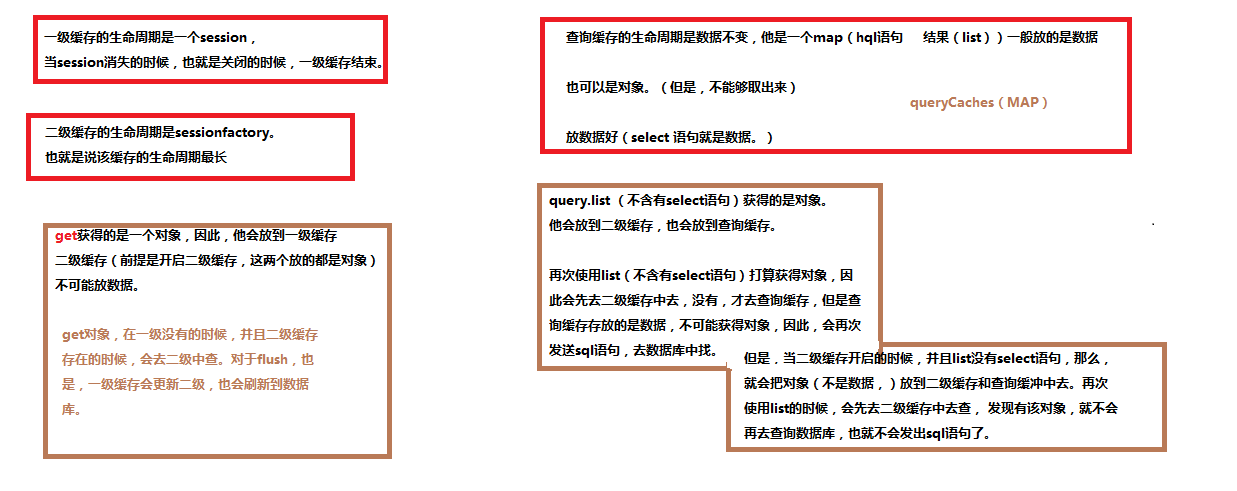 一级缓存的生命周期是一个session，
当session消失的时候，也就是关闭的时候，一级缓存结束。
二级缓存的生命周期是sessionfactory。
也就是说该缓存的生命周期最长
get获得的是一个对象，因此，他会放到一级缓存
二级缓存（前提是开启二级缓存，这两个放的都是对象）
不可能放数据。
get对象，在一级没有的时候，并且二级缓存
存在的时候，会去二级中查。对于flush，也
是，一级缓存会更新二级，也会刷新到数据
库。
查询缓存的生命周期是数据不变，他是一个map（hql语句 结果（list））一般放的是数据
也可以是对象。（但是，不能够取出来）
queryCaches（MAP）
放数据好（select 语句就是数据。）
query.list （不含有select语句）获得的是对象。
他会放到二级缓存，也会放到查询缓存。
再次使用list（不含有select语句）打算获得对象，因
此会先去二级缓存中去，没有，才去查询缓存，但是查
询缓存存放的是数据，不可能获得对象，因此，会再次
发送sql语句，去数据库中找。
但是，当二级缓存开启的时候，并且list没有select语句，那么，
就会把对象（不是数据，）放到二级缓存和查询缓冲中去。再次
使用list的时候，会先去二级缓存中去查， 发现有该对象，就不会
再去查询数据库，也就不会发出sql语句了。